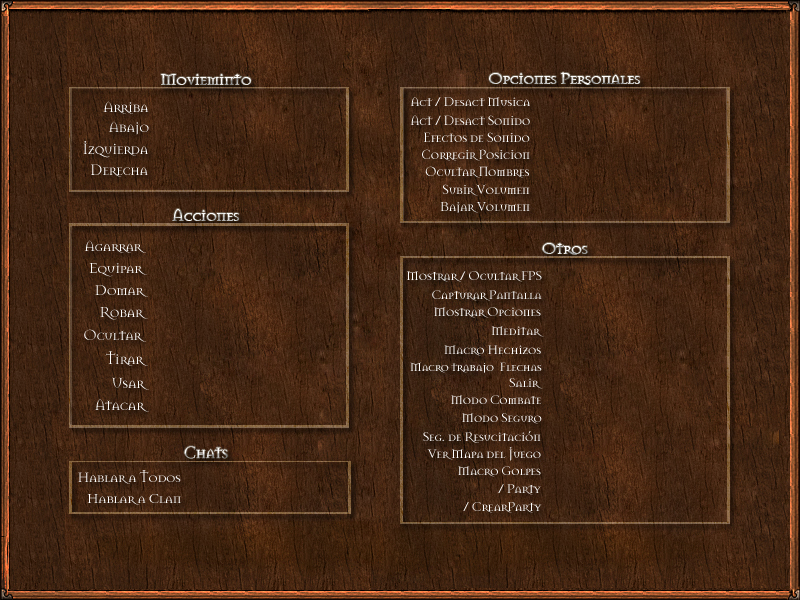 Movieminto
Arriba
Abajo
Izquierda
Derecha
Acciones
Agarrar
Equipar
Domar
Robar
Ocultar
Tirar
Usar
Atacar
Chats
Hablar a Todos
Hablar a Clan
Opciones Personales
Act / Desact Musica
Act / Desact Sonido
Efectos de Sonido
Corregir Posicion
Ocultar Nombres
Subir Volumen
Bajar Volumen
Otros
Mostrar / Ocultar FPS
Capturar Pantalla
Mostrar Opciones
Meditar
Macro Hechizos
Macro trabajo Flechas
Salir
Modo Combate
Modo Seguro
Seg. de Resucitación
Ver Mapa del Juego
Macro Golpes
/ Party
/ CrearParty